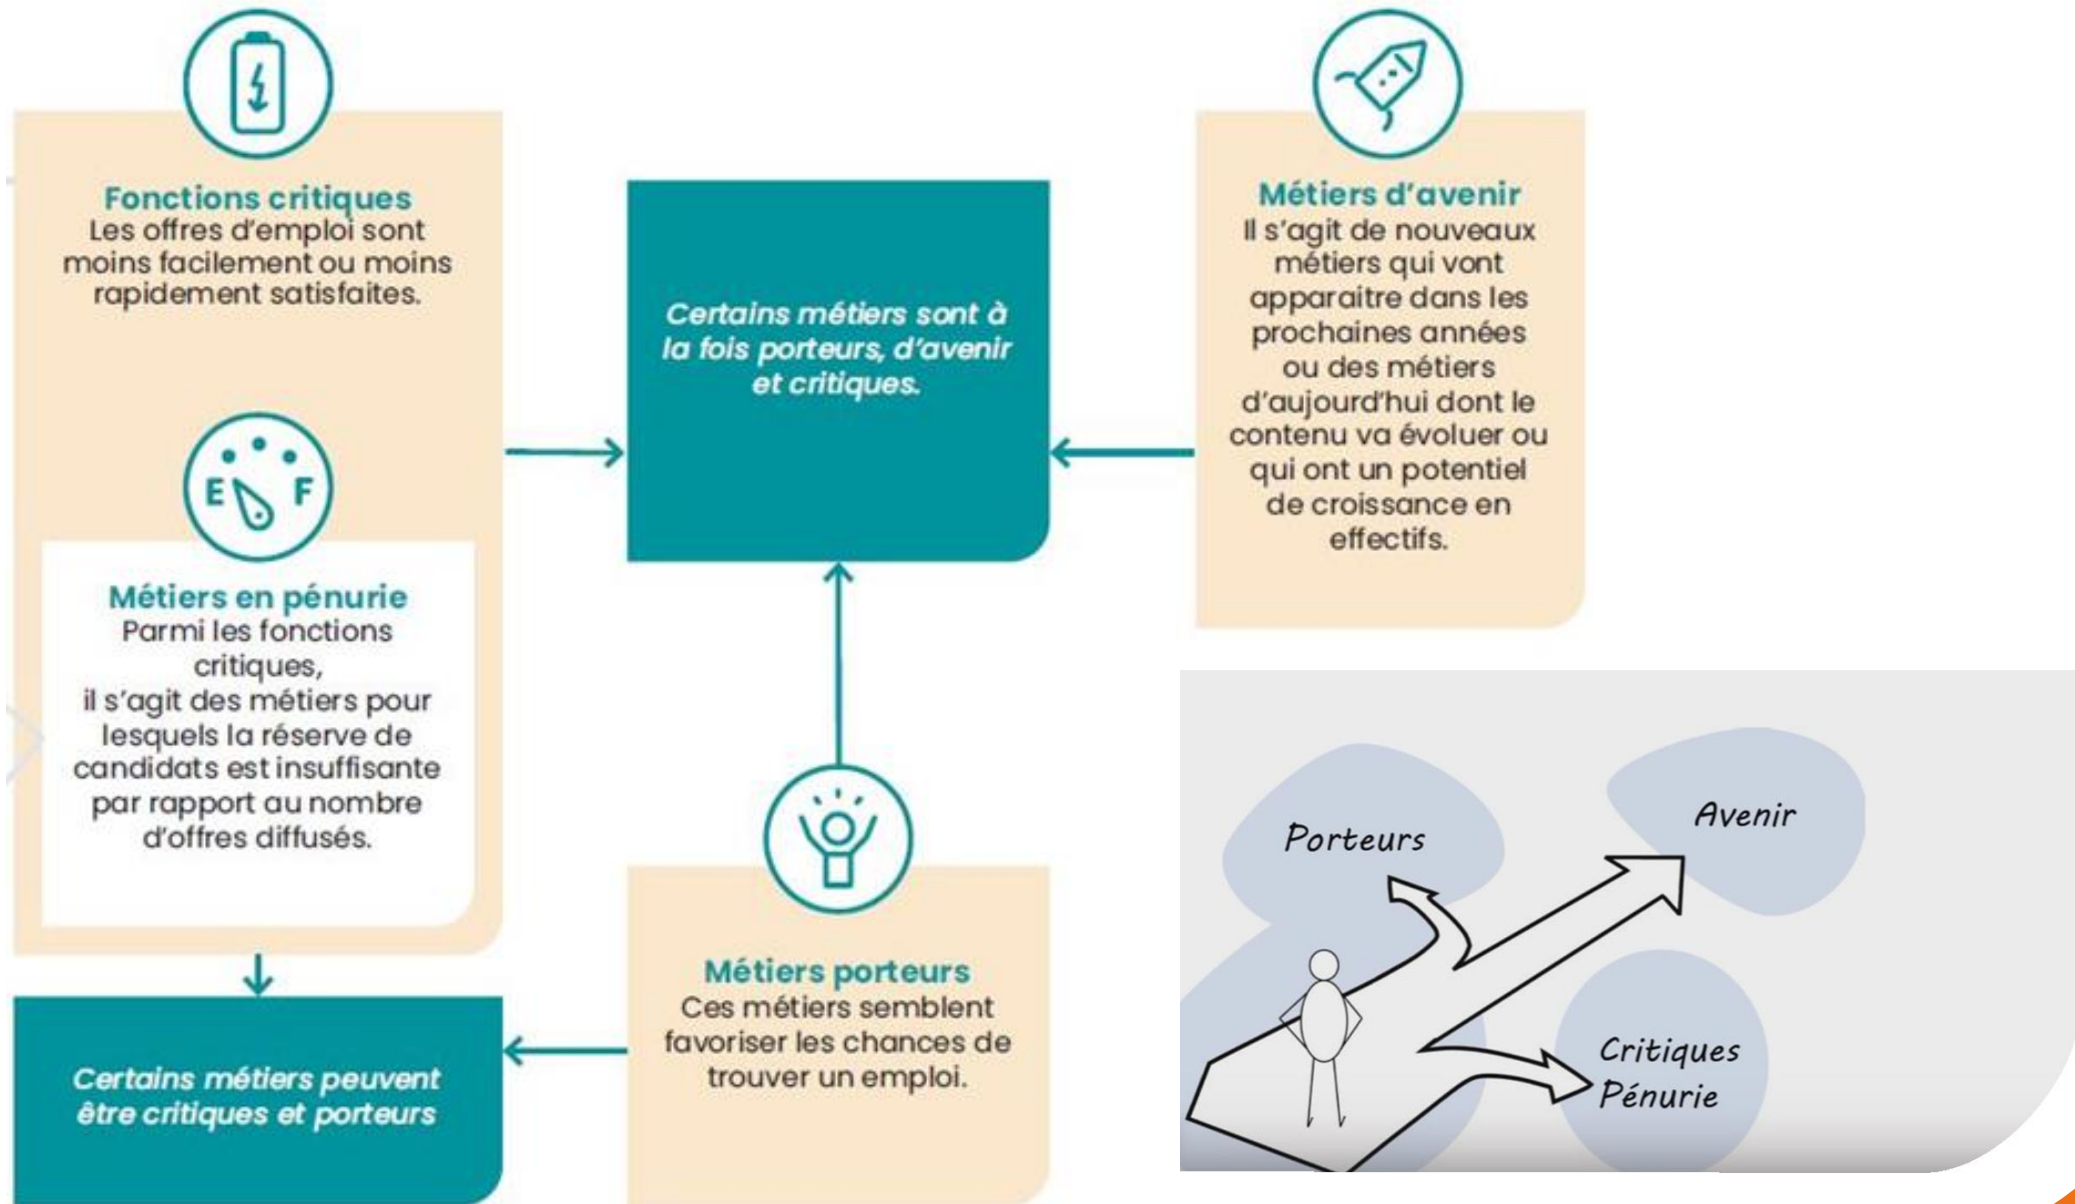 Fonctions critiques
Les offres d'emploi sont
moins facilement ou moins
rapidement satisfaites.
E F
Métiers en pénurie
Parmi les fonctions
critiques,
il s'agit des métiers pour
lesquels la réserve de
candidats est insuffisante
par rapport au nombre
d'offres diffusés.
Certains métiers peuvent
être critiques et porteurs
Certains métiers sont à
la fois porteurs, d'avenir
et critiques.
Métiers porteurs
Ces métiers semblent
favoriser les chances de
trouver un emploi.
Métiers d'avenir
Il s'agit de nouveaux
métiers qui vont
apparaitre dans les
prochaines années
ou des métiers
d'aujourd'hui dont le
contenu va évoluer ou
qui ont un potentiel
de croissance en
effectifs.
Porteurs
Avenir
Critiques
Pénurie